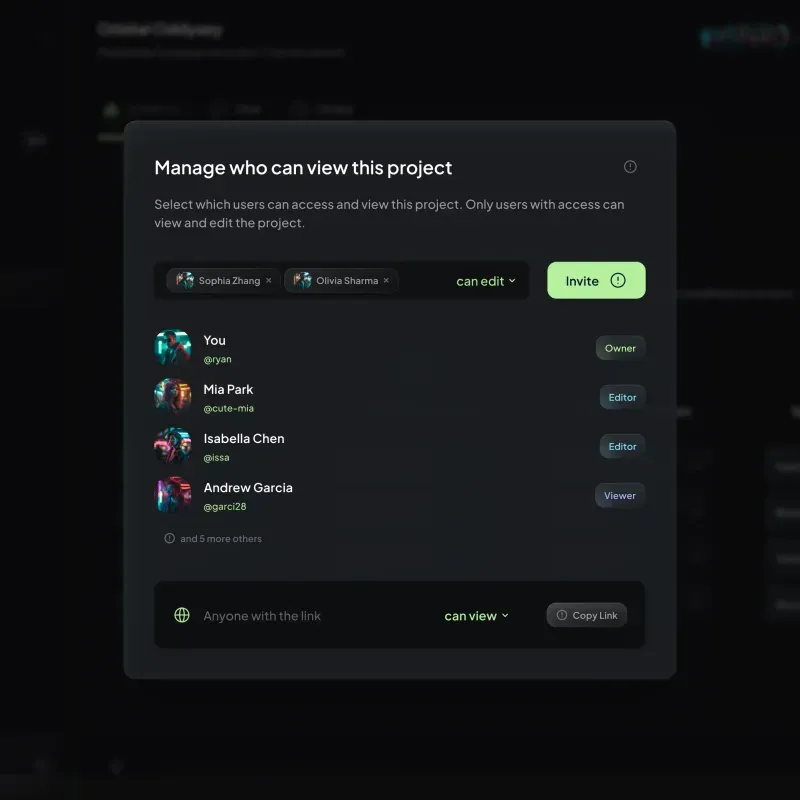 Manage who can view this project
Select which users can access and view this project. Only users with access can
view and edit the project.
Sophia Zhang × Olivia Sharma × can edit Invite
You
@ryan
Owner
Mia Park
@cute-mia
Editor
Isabella Chen
@issa
Editor
Andrew Garcia
@garci28
Viewer
and 5 more others
Anyone with the link can view Copy Link